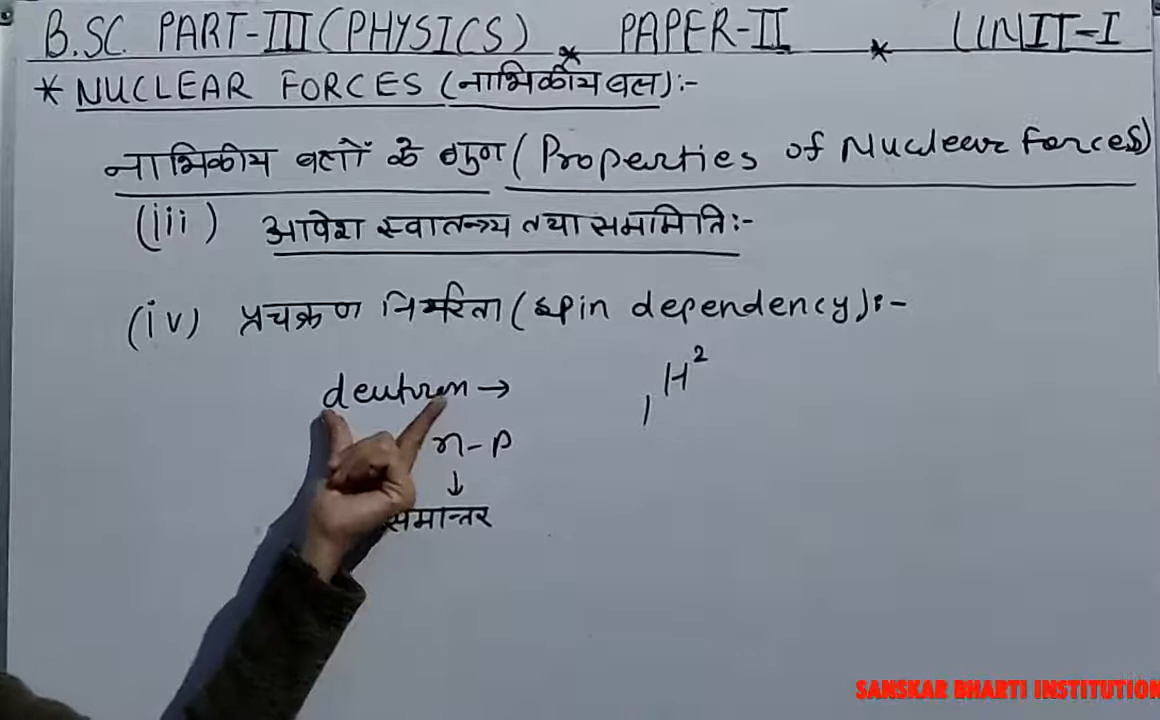 B.SC. PART-III (PHYSICS) * PAPER-II * UNIT-I
* NUCLEAR FORCES (नाभिकीय बल):-
नाभिकीय बलों के गुण (Properties of Nuclear Forces)
(iii) आवेश स्वातन्त्र्य तथा सममिति:-
(iv) प्रचक्रण निर्भरता (spin dependency):-
deutron → ₁H²
n-p
↓
समान्तर
SANSKAR BHARTI INSTITUTION